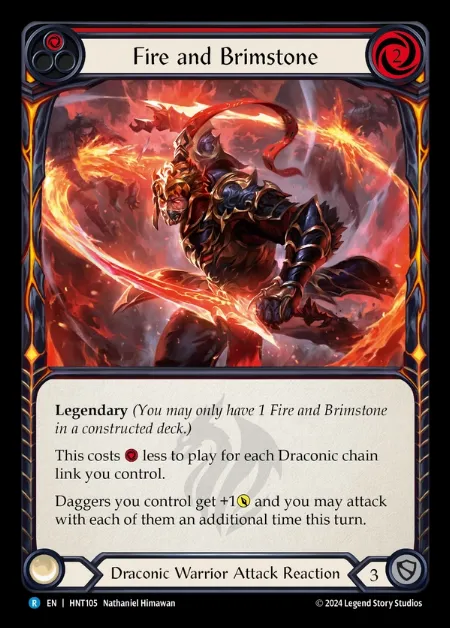 Fire and Brimstone
2
Legendary (You may only have 1 Fire and Brimstone
in a constructed deck.)
This costs less to play for each Draconic chain
link you control.
Daggers you control get +1 and you may attack
with each of them an additional time this turn.
Draconic Warrior Attack Reaction
3
R EN | HNT105 Nathaniel Himawan
© 2024 Legend Story Studios